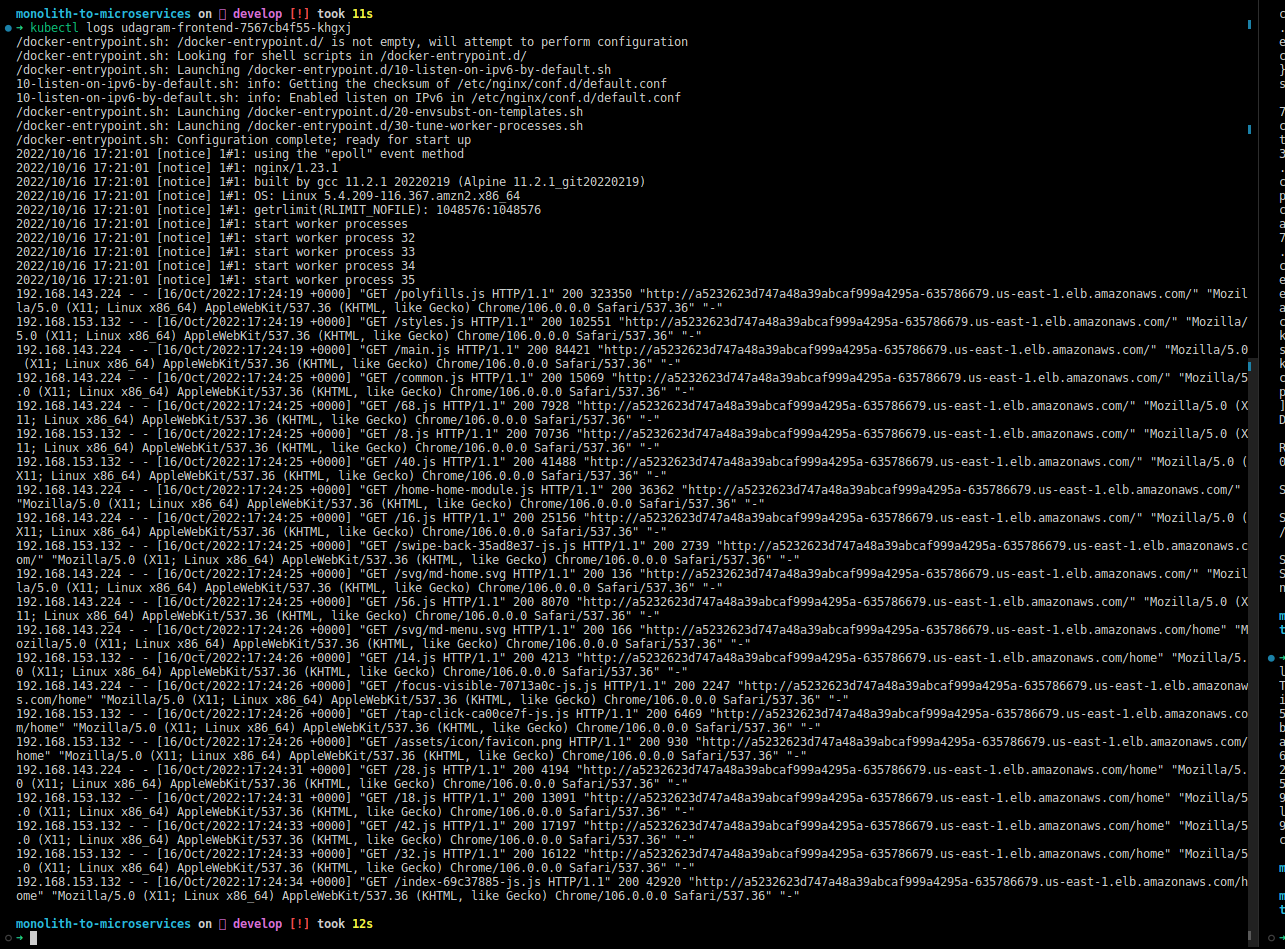 monolith-to-microservices on develop [!] took 11s
➜ kubectl logs udagram-frontend-7567cb4f55-khgxj
/docker-entrypoint.sh: /docker-entrypoint.d/ is not empty, will attempt to perform configuration
/docker-entrypoint.sh: Looking for shell scripts in /docker-entrypoint.d/
/docker-entrypoint.sh: Launching /docker-entrypoint.d/10-listen-on-ipv6-by-default.sh
10-listen-on-ipv6-by-default.sh: info: Getting the checksum of /etc/nginx/conf.d/default.conf
10-listen-on-ipv6-by-default.sh: info: Enabled listen on IPv6 in /etc/nginx/conf.d/default.conf
/docker-entrypoint.sh: Launching /docker-entrypoint.d/20-envsubst-on-templates.sh
/docker-entrypoint.sh: Launching /docker-entrypoint.d/30-tune-worker-processes.sh
/docker-entrypoint.sh: Configuration complete; ready for start up
2022/10/16 17:21:01 [notice] 1#1: using the "epoll" event method
2022/10/16 17:21:01 [notice] 1#1: nginx/1.23.1
2022/10/16 17:21:01 [notice] 1#1: built by gcc 11.2.1 20220219 (Alpine 11.2.1_git20220219)
2022/10/16 17:21:01 [notice] 1#1: OS: Linux 5.4.209-116.367.amzn2.x86_64
2022/10/16 17:21:01 [notice] 1#1: getrlimit(RLIMIT_NOFILE): 1048576:1048576
2022/10/16 17:21:01 [notice] 1#1: start worker processes
2022/10/16 17:21:01 [notice] 1#1: start worker process 32
2022/10/16 17:21:01 [notice] 1#1: start worker process 33
2022/10/16 17:21:01 [notice] 1#1: start worker process 34
2022/10/16 17:21:01 [notice] 1#1: start worker process 35
192.168.143.224 - - [16/Oct/2022:17:24:19 +0000] "GET /polyfills.js HTTP/1.1" 200 323350 "http://a5232623d747a48a39abcaf999a4295a-635786679.us-east-1.elb.amazonaws.com/" "Mozil
la/5.0 (X11; Linux x86_64) AppleWebKit/537.36 (KHTML, like Gecko) Chrome/106.0.0.0 Safari/537.36" "-"
192.168.153.132 - - [16/Oct/2022:17:24:19 +0000] "GET /styles.js HTTP/1.1" 200 102551 "http://a5232623d747a48a39abcaf999a4295a-635786679.us-east-1.elb.amazonaws.com/" "Mozilla/
5.0 (X11; Linux x86_64) AppleWebKit/537.36 (KHTML, like Gecko) Chrome/106.0.0.0 Safari/537.36" "-"
192.168.143.224 - - [16/Oct/2022:17:24:19 +0000] "GET /main.js HTTP/1.1" 200 84421 "http://a5232623d747a48a39abcaf999a4295a-635786679.us-east-1.elb.amazonaws.com/" "Mozilla/5.0
(X11; Linux x86_64) AppleWebKit/537.36 (KHTML, like Gecko) Chrome/106.0.0.0 Safari/537.36" "-"
192.168.143.224 - - [16/Oct/2022:17:24:25 +0000] "GET /common.js HTTP/1.1" 200 15069 "http://a5232623d747a48a39abcaf999a4295a-635786679.us-east-1.elb.amazonaws.com/" "Mozilla/5
.0 (X11; Linux x86_64) AppleWebKit/537.36 (KHTML, like Gecko) Chrome/106.0.0.0 Safari/537.36" "-"
192.168.143.224 - - [16/Oct/2022:17:24:25 +0000] "GET /68.js HTTP/1.1" 200 7928 "http://a5232623d747a48a39abcaf999a4295a-635786679.us-east-1.elb.amazonaws.com/" "Mozilla/5.0 (X
11; Linux x86_64) AppleWebKit/537.36 (KHTML, like Gecko) Chrome/106.0.0.0 Safari/537.36" "-"
192.168.153.132 - - [16/Oct/2022:17:24:25 +0000] "GET /8.js HTTP/1.1" 200 70736 "http://a5232623d747a48a39abcaf999a4295a-635786679.us-east-1.elb.amazonaws.com/" "Mozilla/5.0 (X
11; Linux x86_64) AppleWebKit/537.36 (KHTML, like Gecko) Chrome/106.0.0.0 Safari/537.36" "-"
192.168.153.132 - - [16/Oct/2022:17:24:25 +0000] "GET /40.js HTTP/1.1" 200 41488 "http://a5232623d747a48a39abcaf999a4295a-635786679.us-east-1.elb.amazonaws.com/" "Mozilla/5.0 (
X11; Linux x86_64) AppleWebKit/537.36 (KHTML, like Gecko) Chrome/106.0.0.0 Safari/537.36" "-"
192.168.143.224 - - [16/Oct/2022:17:24:25 +0000] "GET /home-home-module.js HTTP/1.1" 200 36362 "http://a5232623d747a48a39abcaf999a4295a-635786679.us-east-1.elb.amazonaws.com/"
"Mozilla/5.0 (X11; Linux x86_64) AppleWebKit/537.36 (KHTML, like Gecko) Chrome/106.0.0.0 Safari/537.36" "-"
192.168.143.224 - - [16/Oct/2022:17:24:25 +0000] "GET /16.js HTTP/1.1" 200 25156 "http://a5232623d747a48a39abcaf999a4295a-635786679.us-east-1.elb.amazonaws.com/" "Mozilla/5.0 (
X11; Linux x86_64) AppleWebKit/537.36 (KHTML, like Gecko) Chrome/106.0.0.0 Safari/537.36" "-"
192.168.153.132 - - [16/Oct/2022:17:24:25 +0000] "GET /swipe-back-35ad8e37-js.js HTTP/1.1" 200 2739 "http://a5232623d747a48a39abcaf999a4295a-635786679.us-east-1.elb.amazonaws.c
om/" "Mozilla/5.0 (X11; Linux x86_64) AppleWebKit/537.36 (KHTML, like Gecko) Chrome/106.0.0.0 Safari/537.36" "-"
192.168.143.224 - - [16/Oct/2022:17:24:25 +0000] "GET /svg/md-home.svg HTTP/1.1" 200 136 "http://a5232623d747a48a39abcaf999a4295a-635786679.us-east-1.elb.amazonaws.com/" "Mozil
la/5.0 (X11; Linux x86_64) AppleWebKit/537.36 (KHTML, like Gecko) Chrome/106.0.0.0 Safari/537.36" "-"
192.168.143.224 - - [16/Oct/2022:17:24:25 +0000] "GET /56.js HTTP/1.1" 200 8070 "http://a5232623d747a48a39abcaf999a4295a-635786679.us-east-1.elb.amazonaws.com/" "Mozilla/5.0 (X
11; Linux x86_64) AppleWebKit/537.36 (KHTML, like Gecko) Chrome/106.0.0.0 Safari/537.36" "-"
192.168.143.224 - - [16/Oct/2022:17:24:26 +0000] "GET /svg/md-menu.svg HTTP/1.1" 200 166 "http://a5232623d747a48a39abcaf999a4295a-635786679.us-east-1.elb.amazonaws.com/home" "M
ozilla/5.0 (X11; Linux x86_64) AppleWebKit/537.36 (KHTML, like Gecko) Chrome/106.0.0.0 Safari/537.36" "-"
192.168.153.132 - - [16/Oct/2022:17:24:26 +0000] "GET /14.js HTTP/1.1" 200 4213 "http://a5232623d747a48a39abcaf999a4295a-635786679.us-east-1.elb.amazonaws.com/home" "Mozilla/5.
0 (X11; Linux x86_64) AppleWebKit/537.36 (KHTML, like Gecko) Chrome/106.0.0.0 Safari/537.36" "-"
192.168.143.224 - - [16/Oct/2022:17:24:26 +0000] "GET /focus-visible-70713a0c-js.js HTTP/1.1" 200 2247 "http://a5232623d747a48a39abcaf999a4295a-635786679.us-east-1.elb.amazonaw
s.com/home" "Mozilla/5.0 (X11; Linux x86_64) AppleWebKit/537.36 (KHTML, like Gecko) Chrome/106.0.0.0 Safari/537.36" "-"
192.168.153.132 - - [16/Oct/2022:17:24:26 +0000] "GET /tap-click-ca00ce7f-js.js HTTP/1.1" 200 6469 "http://a5232623d747a48a39abcaf999a4295a-635786679.us-east-1.elb.amazonaws.co
m/home" "Mozilla/5.0 (X11; Linux x86_64) AppleWebKit/537.36 (KHTML, like Gecko) Chrome/106.0.0.0 Safari/537.36" "-"
192.168.143.224 - - [16/Oct/2022:17:24:26 +0000] "GET /assets/icon/favicon.png HTTP/1.1" 200 930 "http://a5232623d747a48a39abcaf999a4295a-635786679.us-east-1.elb.amazonaws.com/
home" "Mozilla/5.0 (X11; Linux x86_64) AppleWebKit/537.36 (KHTML, like Gecko) Chrome/106.0.0.0 Safari/537.36" "-"
192.168.143.224 - - [16/Oct/2022:17:24:31 +0000] "GET /28.js HTTP/1.1" 200 4194 "http://a5232623d747a48a39abcaf999a4295a-635786679.us-east-1.elb.amazonaws.com/home" "Mozilla/5.
0 (X11; Linux x86_64) AppleWebKit/537.36 (KHTML, like Gecko) Chrome/106.0.0.0 Safari/537.36" "-"
192.168.153.132 - - [16/Oct/2022:17:24:31 +0000] "GET /18.js HTTP/1.1" 200 13091 "http://a5232623d747a48a39abcaf999a4295a-635786679.us-east-1.elb.amazonaws.com/home" "Mozilla/5
.0 (X11; Linux x86_64) AppleWebKit/537.36 (KHTML, like Gecko) Chrome/106.0.0.0 Safari/537.36" "-"
192.168.153.132 - - [16/Oct/2022:17:24:33 +0000] "GET /42.js HTTP/1.1" 200 17197 "http://a5232623d747a48a39abcaf999a4295a-635786679.us-east-1.elb.amazonaws.com/home" "Mozilla/5
.0 (X11; Linux x86_64) AppleWebKit/537.36 (KHTML, like Gecko) Chrome/106.0.0.0 Safari/537.36" "-"
192.168.153.132 - - [16/Oct/2022:17:24:33 +0000] "GET /32.js HTTP/1.1" 200 16122 "http://a5232623d747a48a39abcaf999a4295a-635786679.us-east-1.elb.amazonaws.com/home" "Mozilla/5
.0 (X11; Linux x86_64) AppleWebKit/537.36 (KHTML, like Gecko) Chrome/106.0.0.0 Safari/537.36" "-"
192.168.153.132 - - [16/Oct/2022:17:24:34 +0000] "GET /index-69c37885-js.js HTTP/1.1" 200 42920 "http://a5232623d747a48a39abcaf999a4295a-635786679.us-east-1.elb.amazonaws.com/h
ome" "Mozilla/5.0 (X11; Linux x86_64) AppleWebKit/537.36 (KHTML, like Gecko) Chrome/106.0.0.0 Safari/537.36" "-"
monolith-to-microservices on develop [!] took 12s
➜